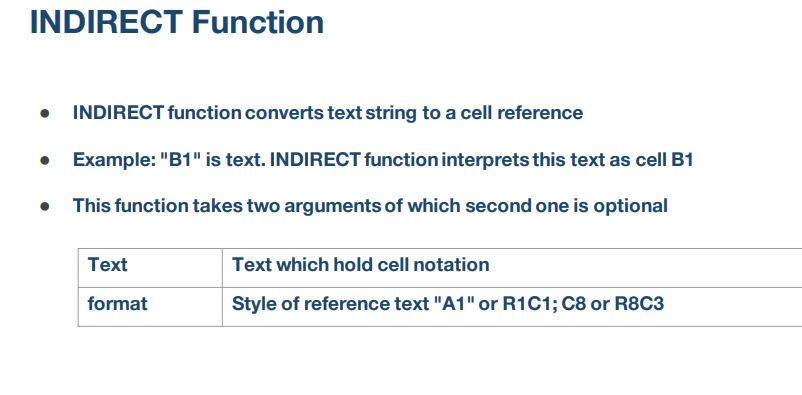 INDIRECT Function
● INDIRECT function converts text string to a cell reference
● Example: "B1" is text. INDIRECT function interprets this text as cell B1
● This function takes two arguments of which second one is optional
Text Text which hold cell notation
format Style of reference text "A1" or R1C1; C8 or R8C3